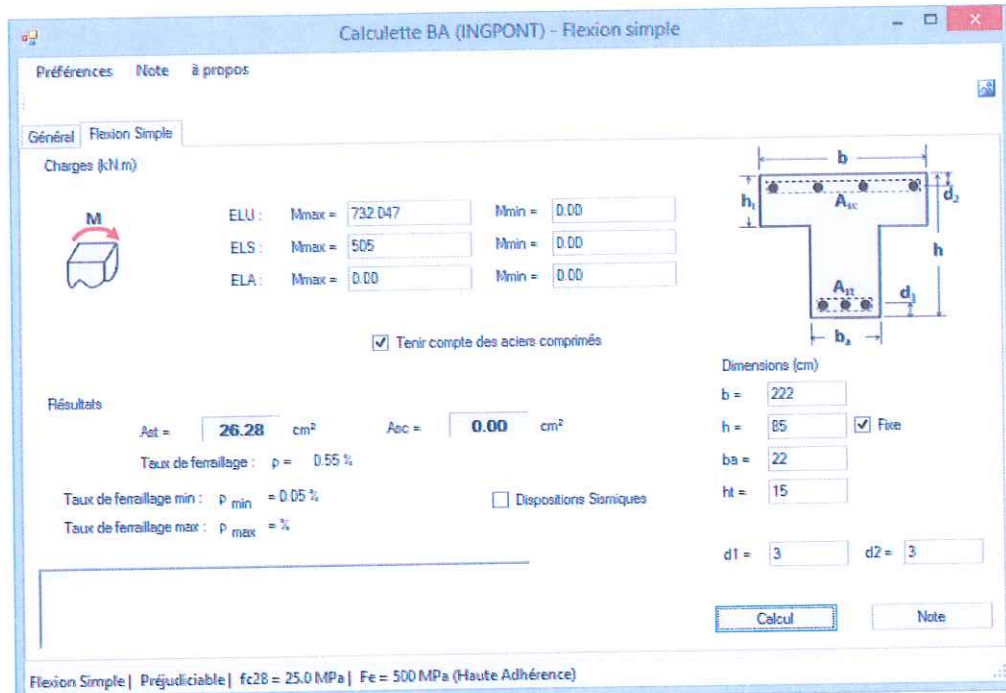 Calculette BA (INGPONT) - Flexion simple
Préférences Note à propos
Général Flexion Simple
Charges (kN.m)
M
ELU : Mmax = 732.047 Mmin = 0.00
ELS : Mmax = 505 Mmin = 0.00
ELA : Mmax = 0.00 Mmin = 0.00
Tenir compte des aciers comprimés
b
ht
Asc
d2
h
Ast
d1
ba
Dimensions (cm)
b = 222
h = 85 Fixe
ba = 22
ht = 15
d1 = 3 d2 = 3
Résultats
Ast = 26.28 cm² Asc = 0.00 cm²
Taux de ferraillage : ρ = 0.55 %
Taux de ferraillage min : ρ min = 0.05 %
Dispositions Sismiques
Taux de ferraillage max : ρ max = %
Calcul Note
Flexion Simple | Préjudiciable | fc28 = 25.0 MPa | Fe = 500 MPa (Haute Adhérence)